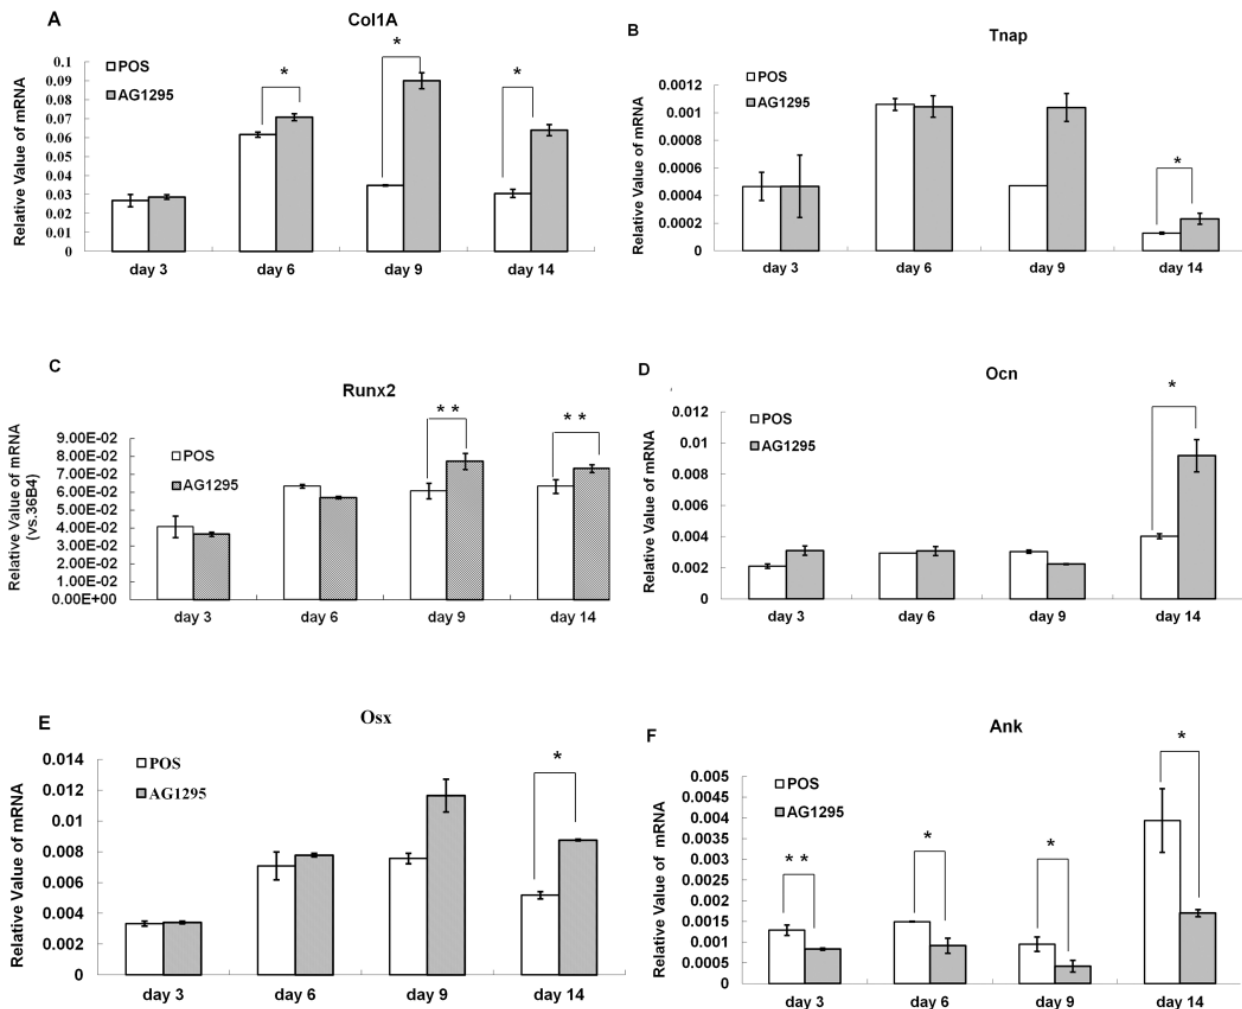 A
Col1A
Relative Value of mRNA
0.1
0.09
0.08
0.07
0.06
0.05
0.04
0.03
0.02
0.01
0
POS
AG1295
*
*
*
day 3 day 6 day 9 day 14
B
Tnap
Relative Value of mRNA
0.0012
0.001
0.0008
0.0006
0.0004
0.0002
0
POS
AG1295
*
day 3 day 6 day 9 day 14
C
Runx2
Relative Value of mRNA
(vs.36B4)
9.00E-02
8.00E-02
7.00E-02
6.00E-02
5.00E-02
4.00E-02
3.00E-02
2.00E-02
1.00E-02
0.00E+00
POS
AG1295
* *
* *
day 3 day 6 day 9 day 14
D
Ocn
Relative Value of mRNA
0.012
0.01
0.008
0.006
0.004
0.002
0
POS
AG1295
*
day 3 day 6 day 9 day 14
E
Osx
Relative Value of mRNA
0.014
0.012
0.01
0.008
0.006
0.004
0.002
0
POS
AG1295
*
day 3 day 6 day 9 day 14
F
Ank
Relative Value of mRNA
0.005
0.0045
0.004
0.0035
0.003
0.0025
0.002
0.0015
0.001
0.0005
0
POS
AG1295
* *
*
*
*
day 3 day 6 day 9 day 14